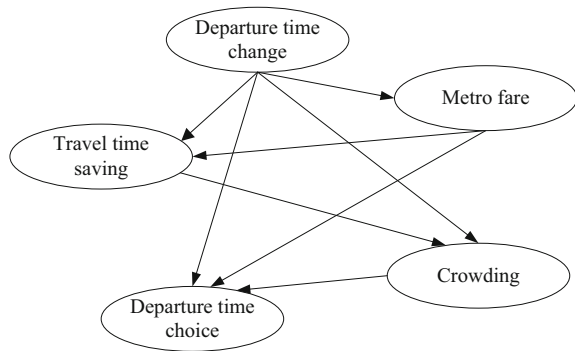 Departure time
change
Metro fare
Travel time
saving
Crowding
Departure time
choice